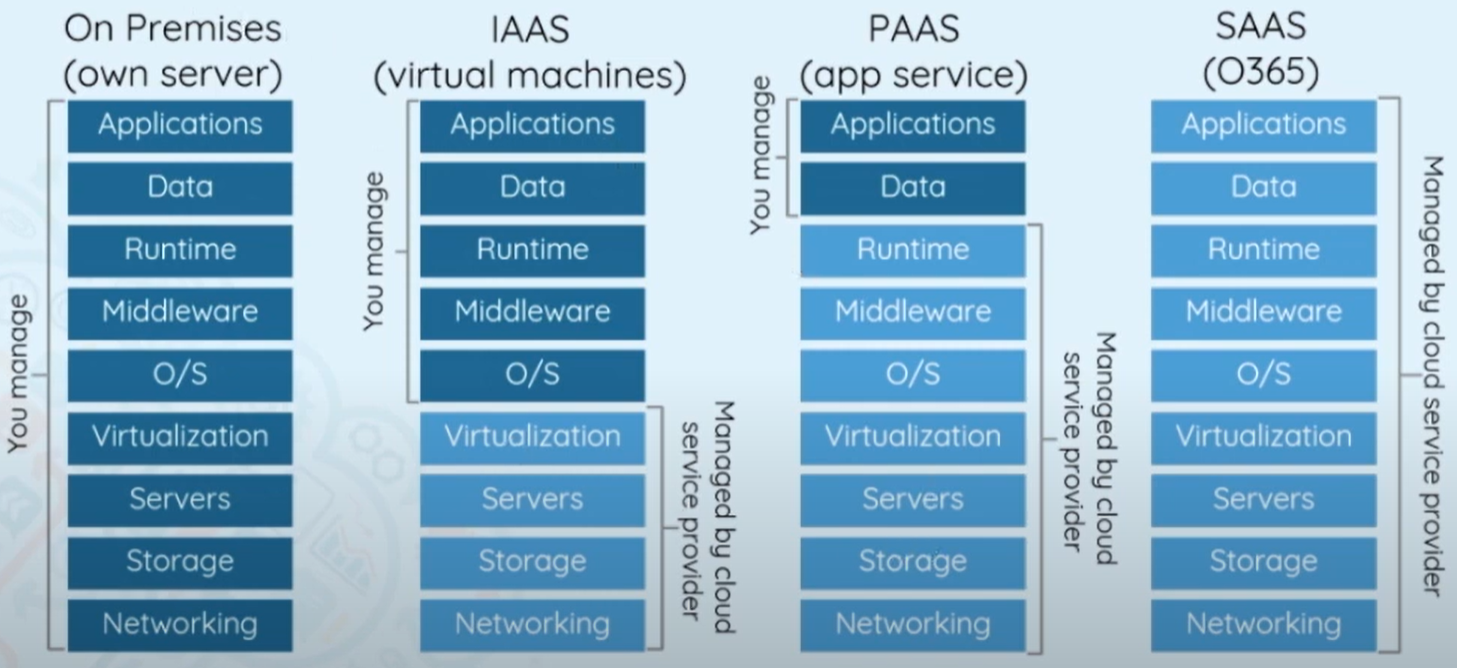 On Premises
(own server)
Applications
Data
Runtime
Middleware
O/S
Virtualization
Servers
Storage
Networking
You manage
IAAS
(virtual machines)
Applications
Data
Runtime
Middleware
O/S
Virtualization
Servers
Storage
Networking
You manage
Managed by cloud
service provider
PAAS
(app service)
Applications
Data
Runtime
Middleware
O/S
Virtualization
Servers
Storage
Networking
You manage
Managed by cloud
service provider
SAAS
(O365)
Applications
Data
Runtime
Middleware
O/S
Virtualization
Servers
Storage
Networking
Managed by cloud service provider